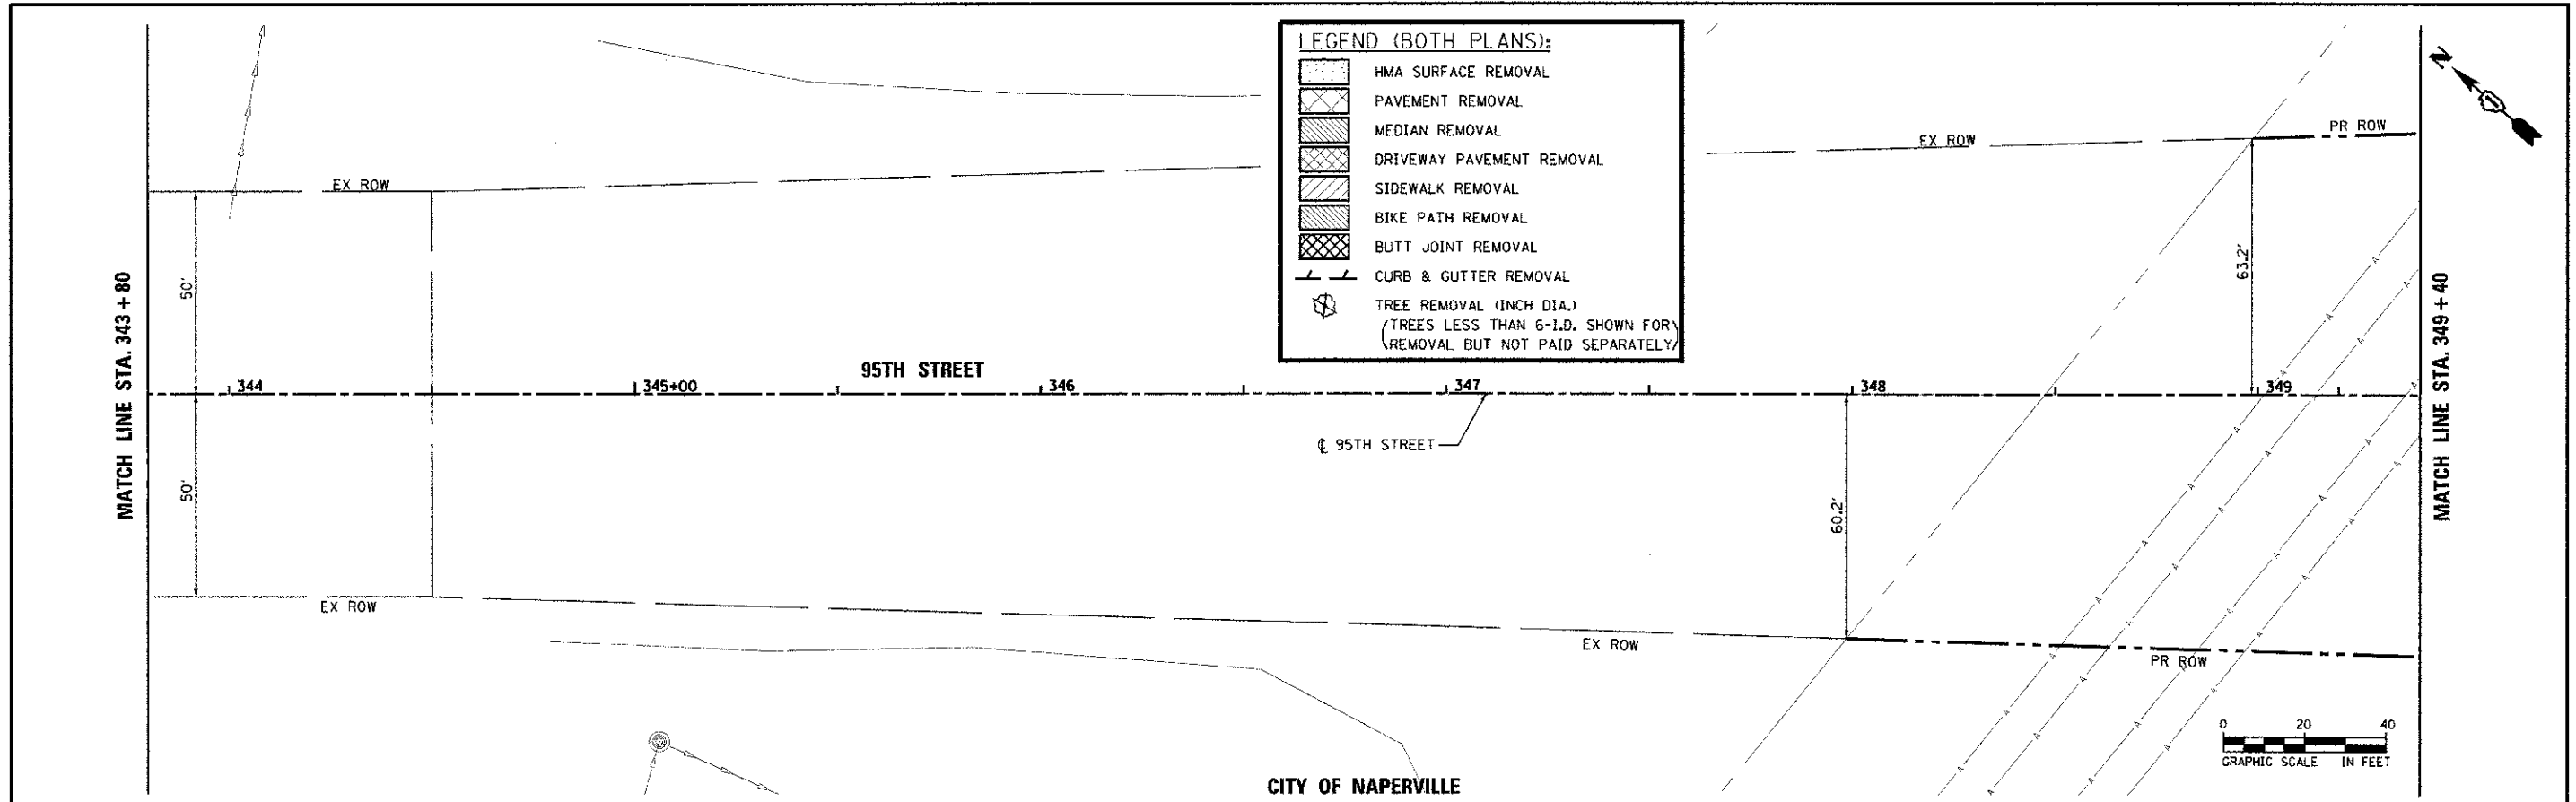 LEGEND (BOTH PLANS):
HMA SURFACE REMOVAL
PAVEMENT REMOVAL
MEDIAN REMOVAL
DRIVEWAY PAVEMENT REMOVAL
SIDEWALK REMOVAL
BIKE PATH REMOVAL
BUTT JOINT REMOVAL
CURB & GUTTER REMOVAL
TREE REMOVAL (INCH DIA.)
(TREES LESS THAN 6-I.D. SHOWN FOR
REMOVAL BUT NOT PAID SEPARATELY)
N
EX ROW
EX ROW
PR ROW
MATCH LINE STA. 343+80
50'
50'
63.2'
60.2'
MATCH LINE STA. 349+40
95TH STREET
344
345+00
346
347
348
349
℄ 95TH STREET
EX ROW
EX ROW
PR ROW
0 20 40
GRAPHIC SCALE IN FEET
CITY OF NAPERVILLE